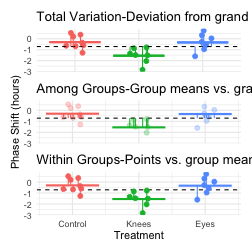 Total Variation-Deviation from grand
0
-1
-2
-3
Among Groups-Group means vs. gra
0
-1
-2
-3
Phase Shift (hours)
Within Groups-Points vs. group mear
0
-1
-2
-3
Control Knees Eyes
Treatment